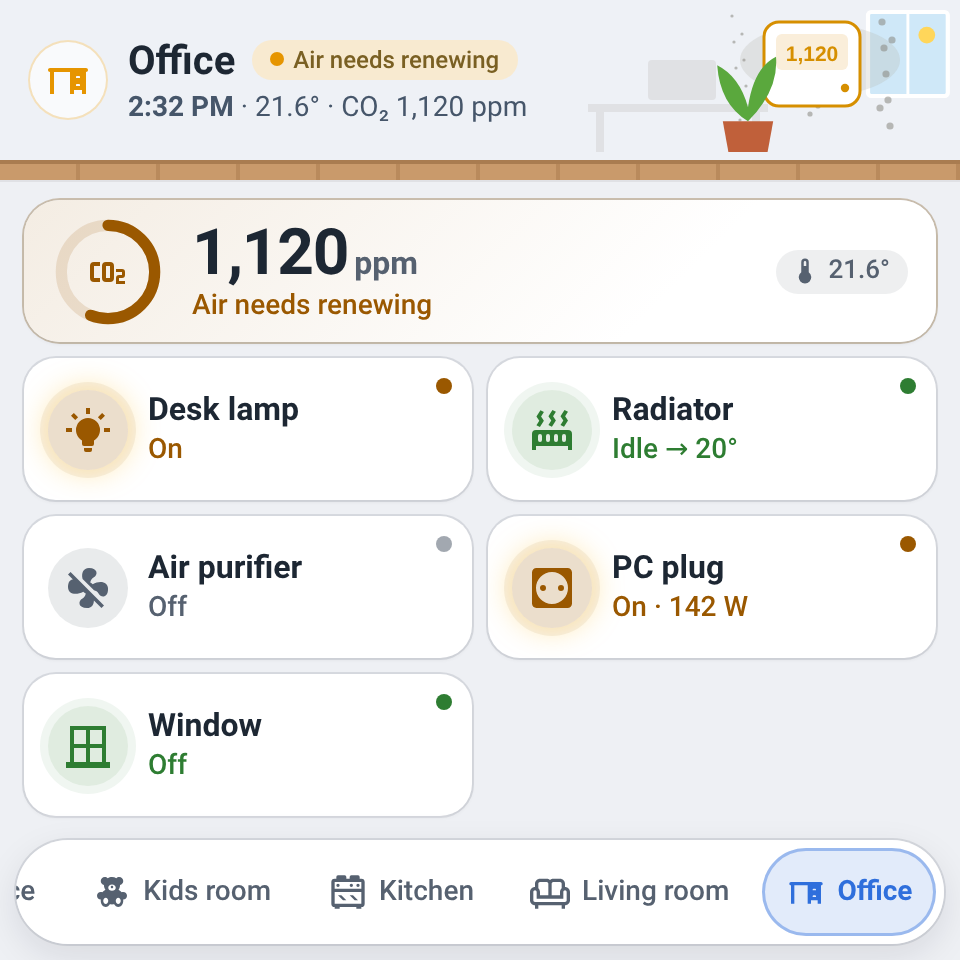 Office
Air needs renewing
2:32 PM · 21.6° · CO₂ 1,120 ppm
1,120
CO2
1,120 ppm
Air needs renewing
21.6°
Desk lamp
On
Radiator
Idle → 20°
Air purifier
Off
PC plug
On · 142 W
Window
Off
Kids room
Kitchen
Living room
Office